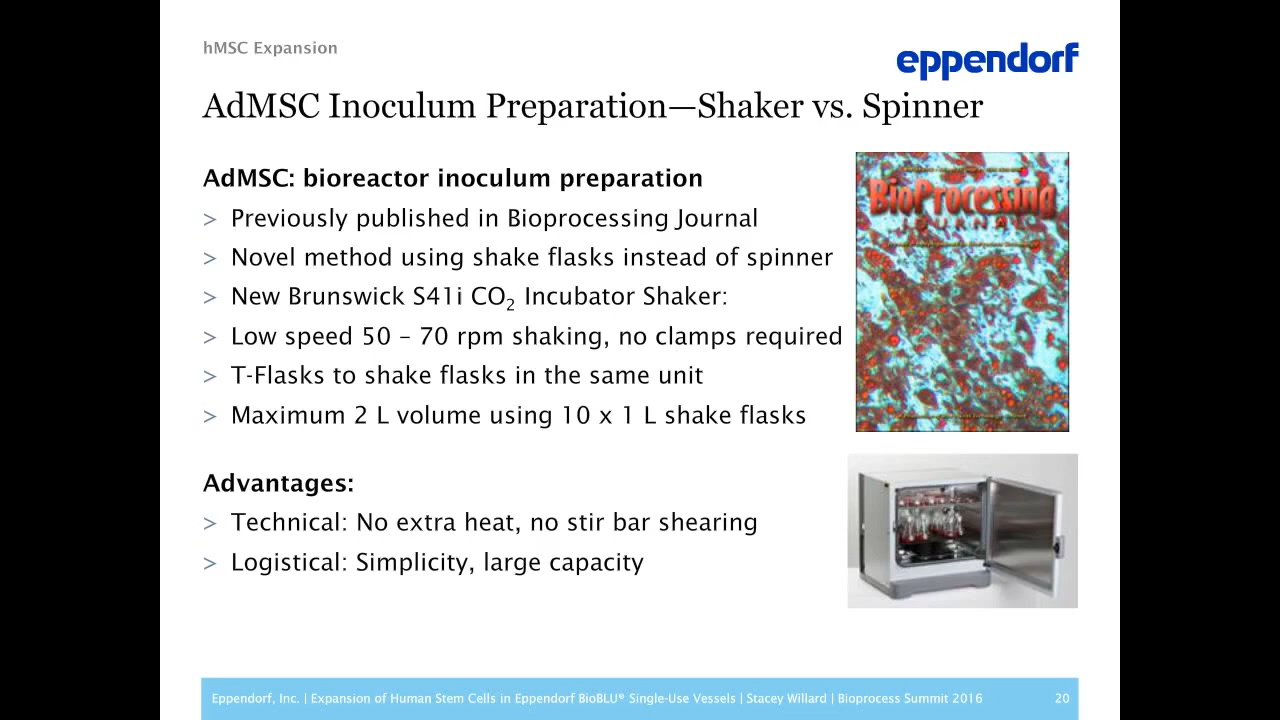 hMSC Expansion
eppendorf
AdMSC Inoculum Preparation—Shaker vs. Spinner
AdMSC: bioreactor inoculum preparation
> Previously published in Bioprocessing Journal
> Novel method using shake flasks instead of spinner
> New Brunswick S41i CO₂ Incubator Shaker:
> Low speed 50 – 70 rpm shaking, no clamps required
> T-Flasks to shake flasks in the same unit
> Maximum 2 L volume using 10 x 1 L shake flasks
Advantages:
> Technical: No extra heat, no stir bar shearing
> Logistical: Simplicity, large capacity
BioProcessing
JOURNAL
Eppendorf, Inc. | Expansion of Human Stem Cells in Eppendorf BioBLU® Single-Use Vessels | Stacey Willard | Bioprocess Summit 2016 20